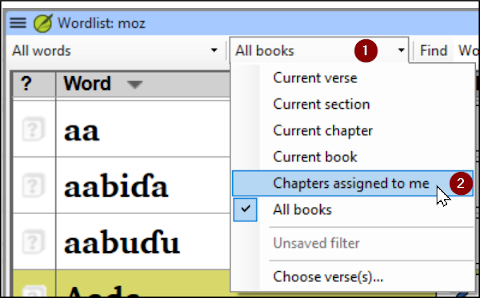 Wordlist: moz
All words
All books
1
Find
Wo
?
Word
Current verse
Current section
aa
Current chapter
Current book
aabiɗa
Chapters assigned to me
2
All books
aabuɗu
Unsaved filter
Choose verse(s)...